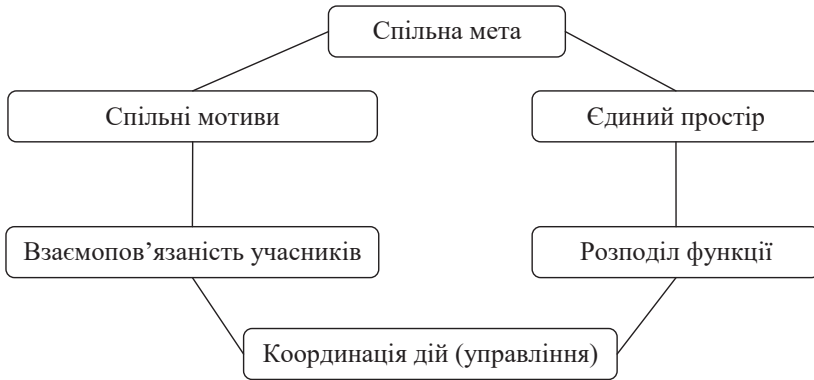 Спільна мета
Спільні мотиви
Єдиний простір
Взаємопов’язаність учасників
Розподіл функції
Координація дій (управління)